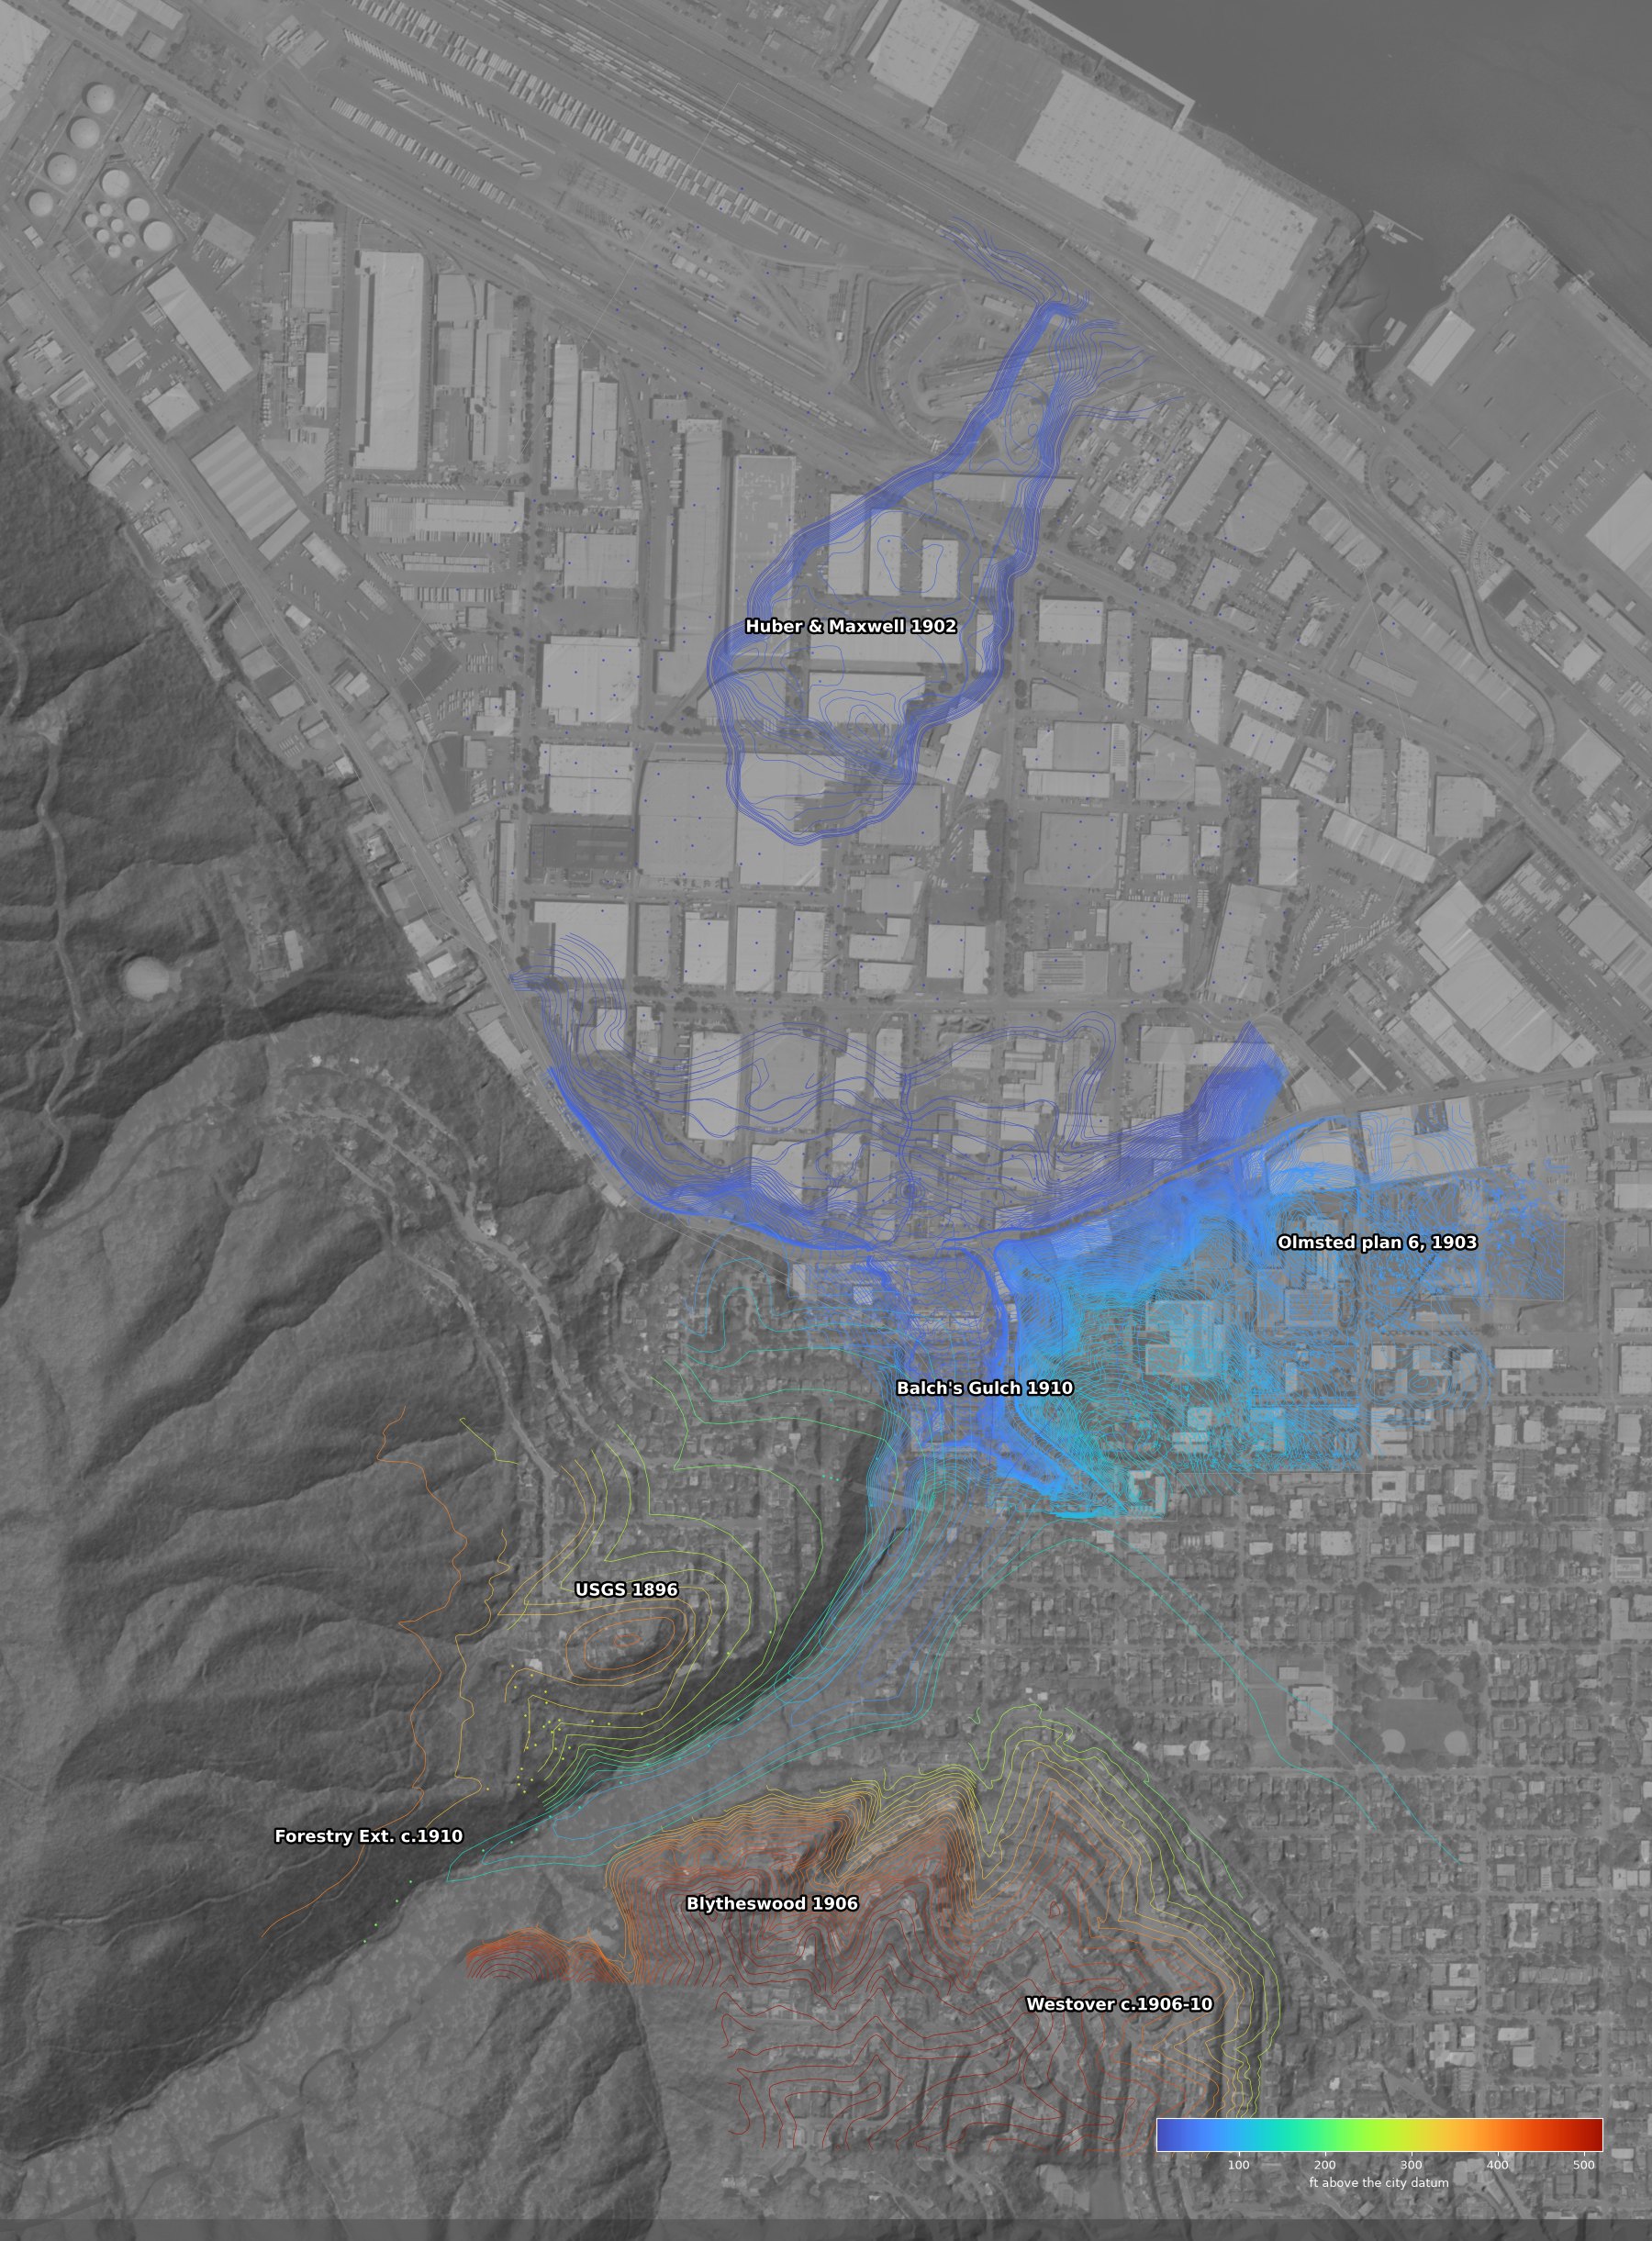 Huber & Maxwell 1902
Olmsted plan 6, 1903
Balch's Gulch 1910
USGS 1896
Forestry Ext. c.1910
Blytheswood 1906
Westover c.1906-10
100 200 300 400 500
ft above the city datum